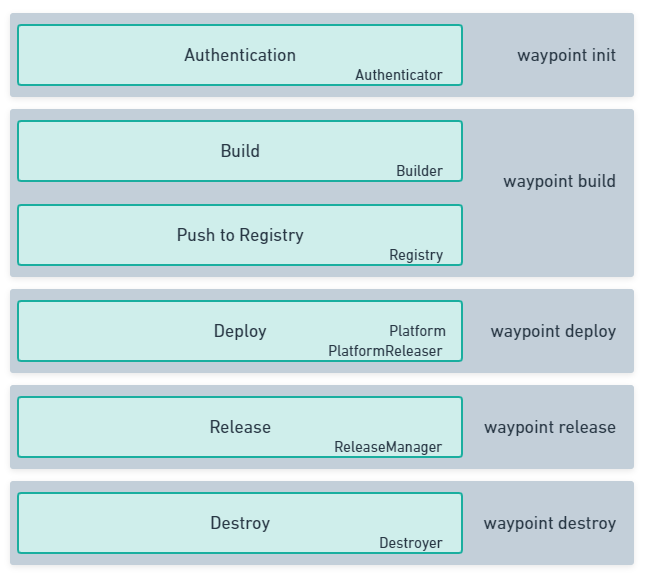 Authentication
Authenticator
waypoint init
Build
Builder
waypoint build
Push to Registry
Registry
Deploy
Platform
PlatformReleaser
waypoint deploy
Release
ReleaseManager
waypoint release
Destroy
Destroyer
waypoint destroy